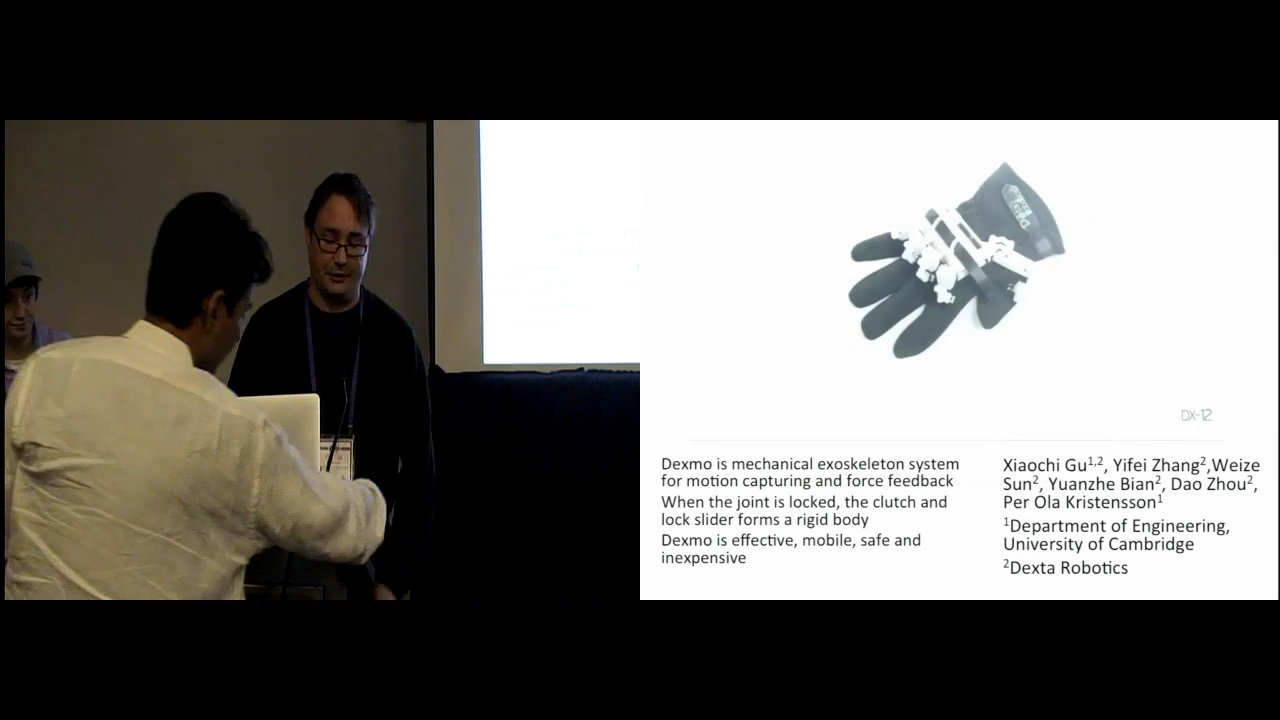 DX-12
Dexmo is mechanical exoskeleton system
for motion capturing and force feedback
When the joint is locked, the clutch and
lock slider forms a rigid body
Dexmo is effective, mobile, safe and
inexpensive
Xiaochi Gu1,2, Yifei Zhang2,Weize
Sun2, Yuanzhe Bian2, Dao Zhou2,
Per Ola Kristensson1
1Department of Engineering,
University of Cambridge
2Dexta Robotics